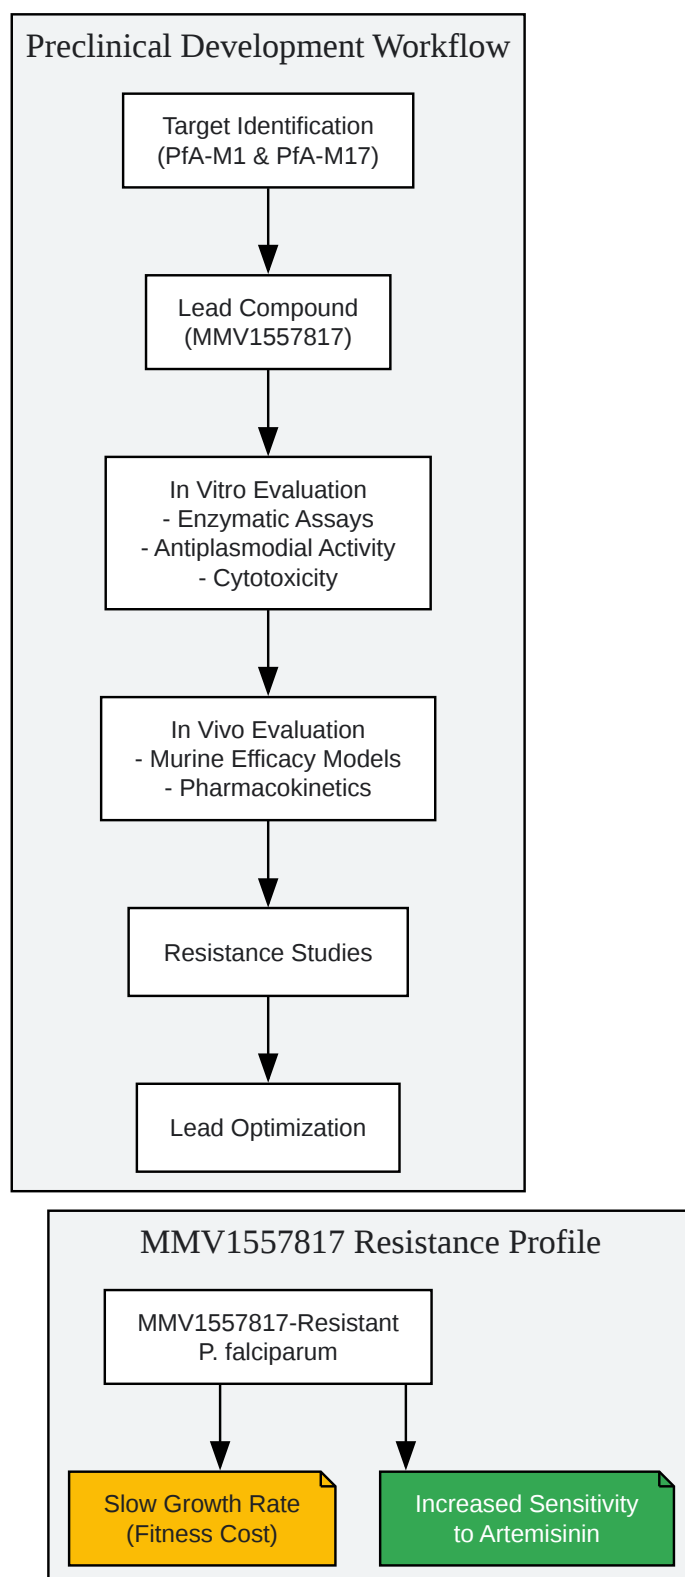 Preclinical Development Workflow
Target Identification
(PfA-M1 & PfA-M17)
Lead Compound
(MMV1557817)
In Vitro Evaluation
- Enzymatic Assays
- Antiplasmodial Activity
- Cytotoxicity
In Vivo Evaluation
- Murine Efficacy Models
- Pharmacokinetics
Resistance Studies
Lead Optimization
MMV1557817 Resistance Profile
MMV1557817-Resistant
P. falciparum
Slow Growth Rate
(Fitness Cost)
Increased Sensitivity
to Artemisinin